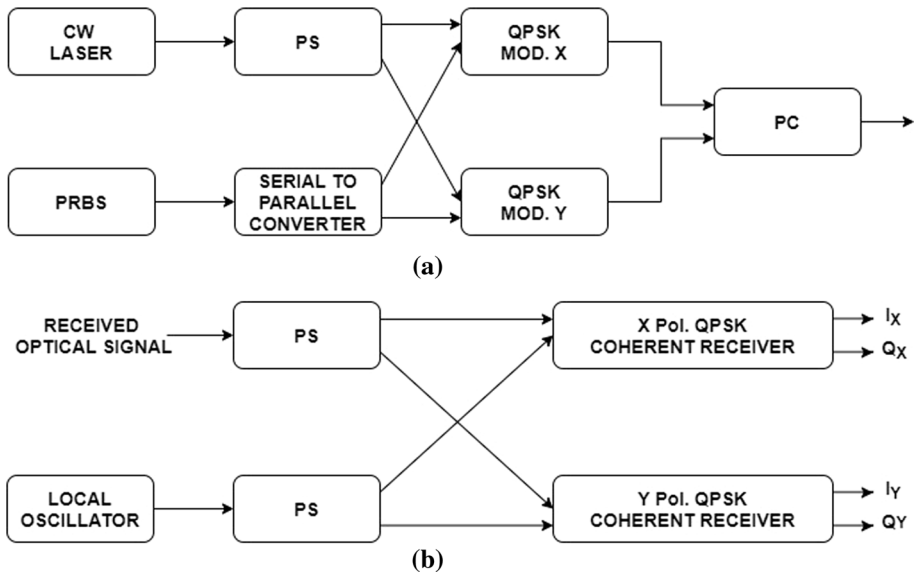 CW
LASER
PS
QPSK
MOD. X
PC
PRBS
SERIAL TO
PARALLEL
CONVERTER
QPSK
MOD. Y
(a)
RECEIVED
OPTICAL SIGNAL
PS
X Pol. QPSK
COHERENT RECEIVER
IX
QX
LOCAL
OSCILLATOR
PS
Y Pol. QPSK
COHERENT RECEIVER
IY
QY
(b)